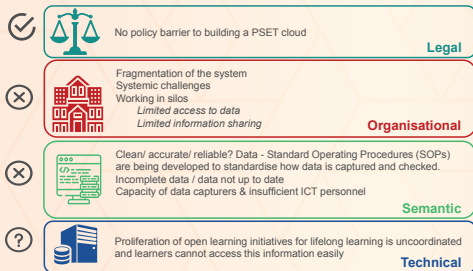 No policy barrier to building a PSET cloud
Legal
Fragmentation of the system
Systemic challenges
Working in silos
Limited access to data
Limited information sharing
Organisational
Clean/ accurate/ reliable? Data - Standard Operating Procedures (SOPs)
are being developed to standardise how data is captured and checked.
Incomplete data / data not up to date
Capacity of data capturers & insufficient ICT personnel
Semantic
Proliferation of open learning initiatives for lifelong learning is uncoordinated
and learners cannot access this information easily
Technical